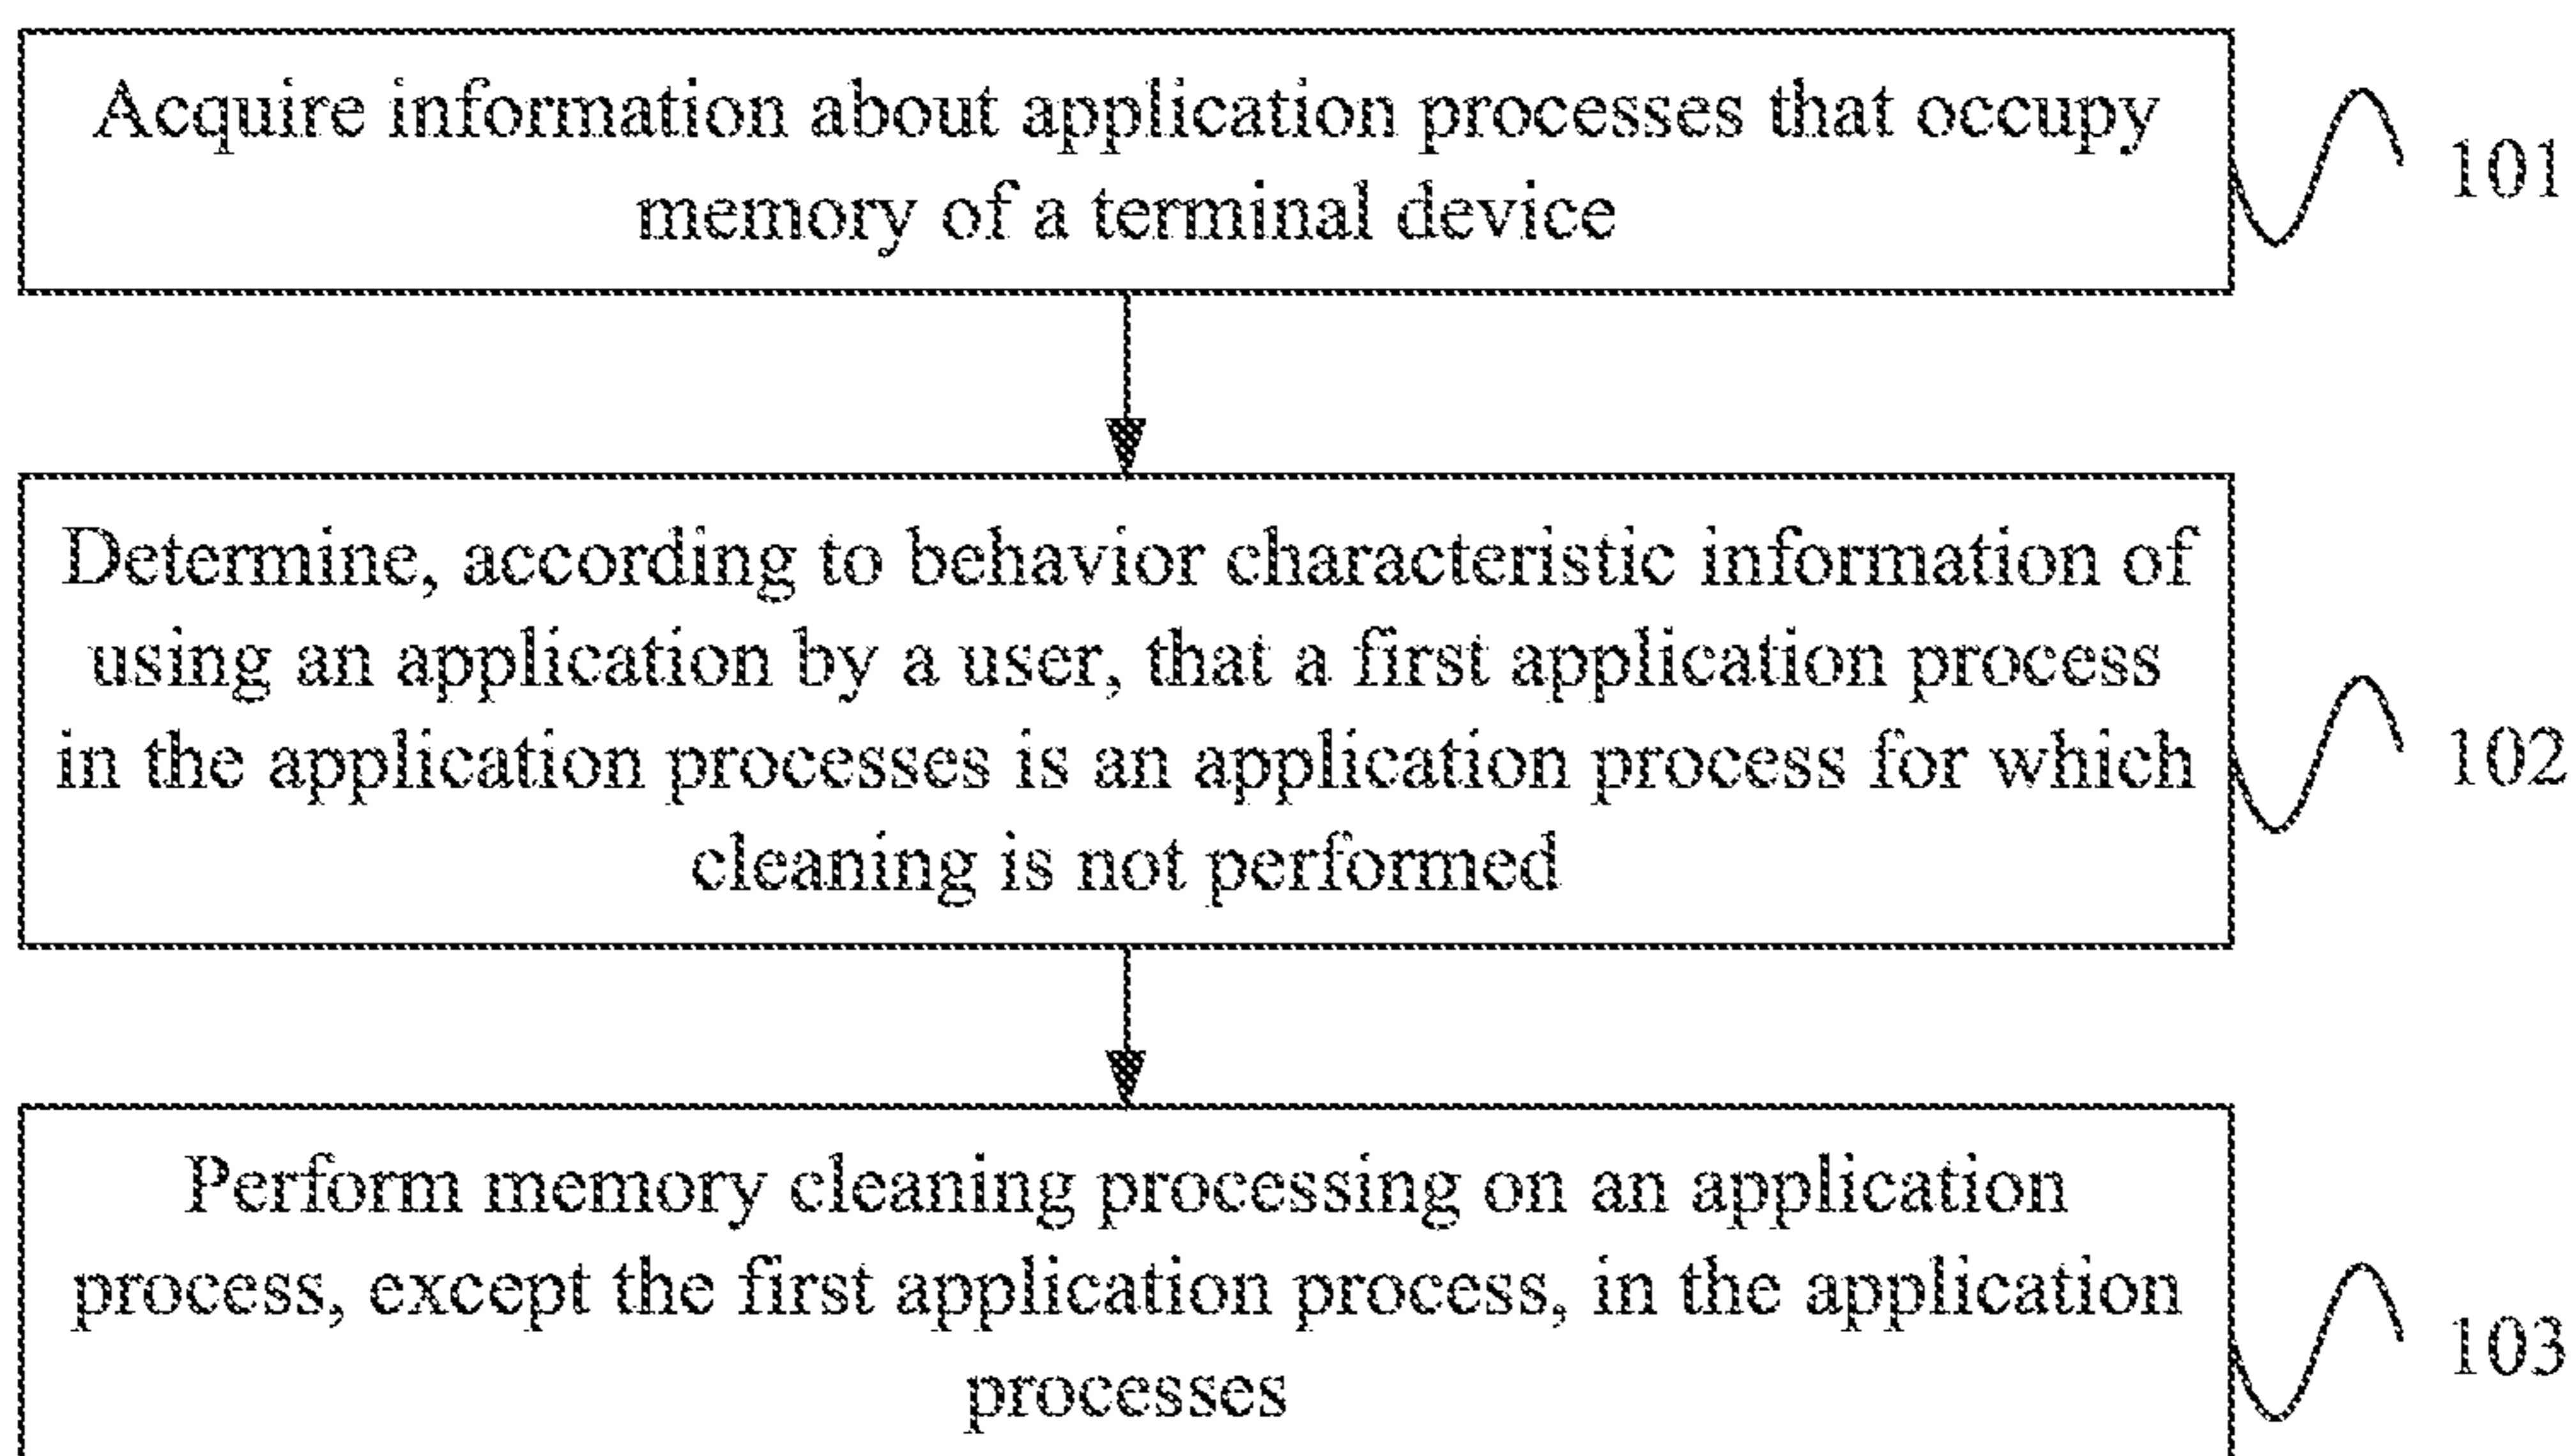 Acquire information about application processes that occupy
memory of a terminal device
101
Determine, according to behavior characteristic information of
using an application by a user, that a first application process
in the application processes is an application process for which
cleaning is not performed
102
Perform memory cleaning processing on an application
process, except the first application process, in the application
processes
103